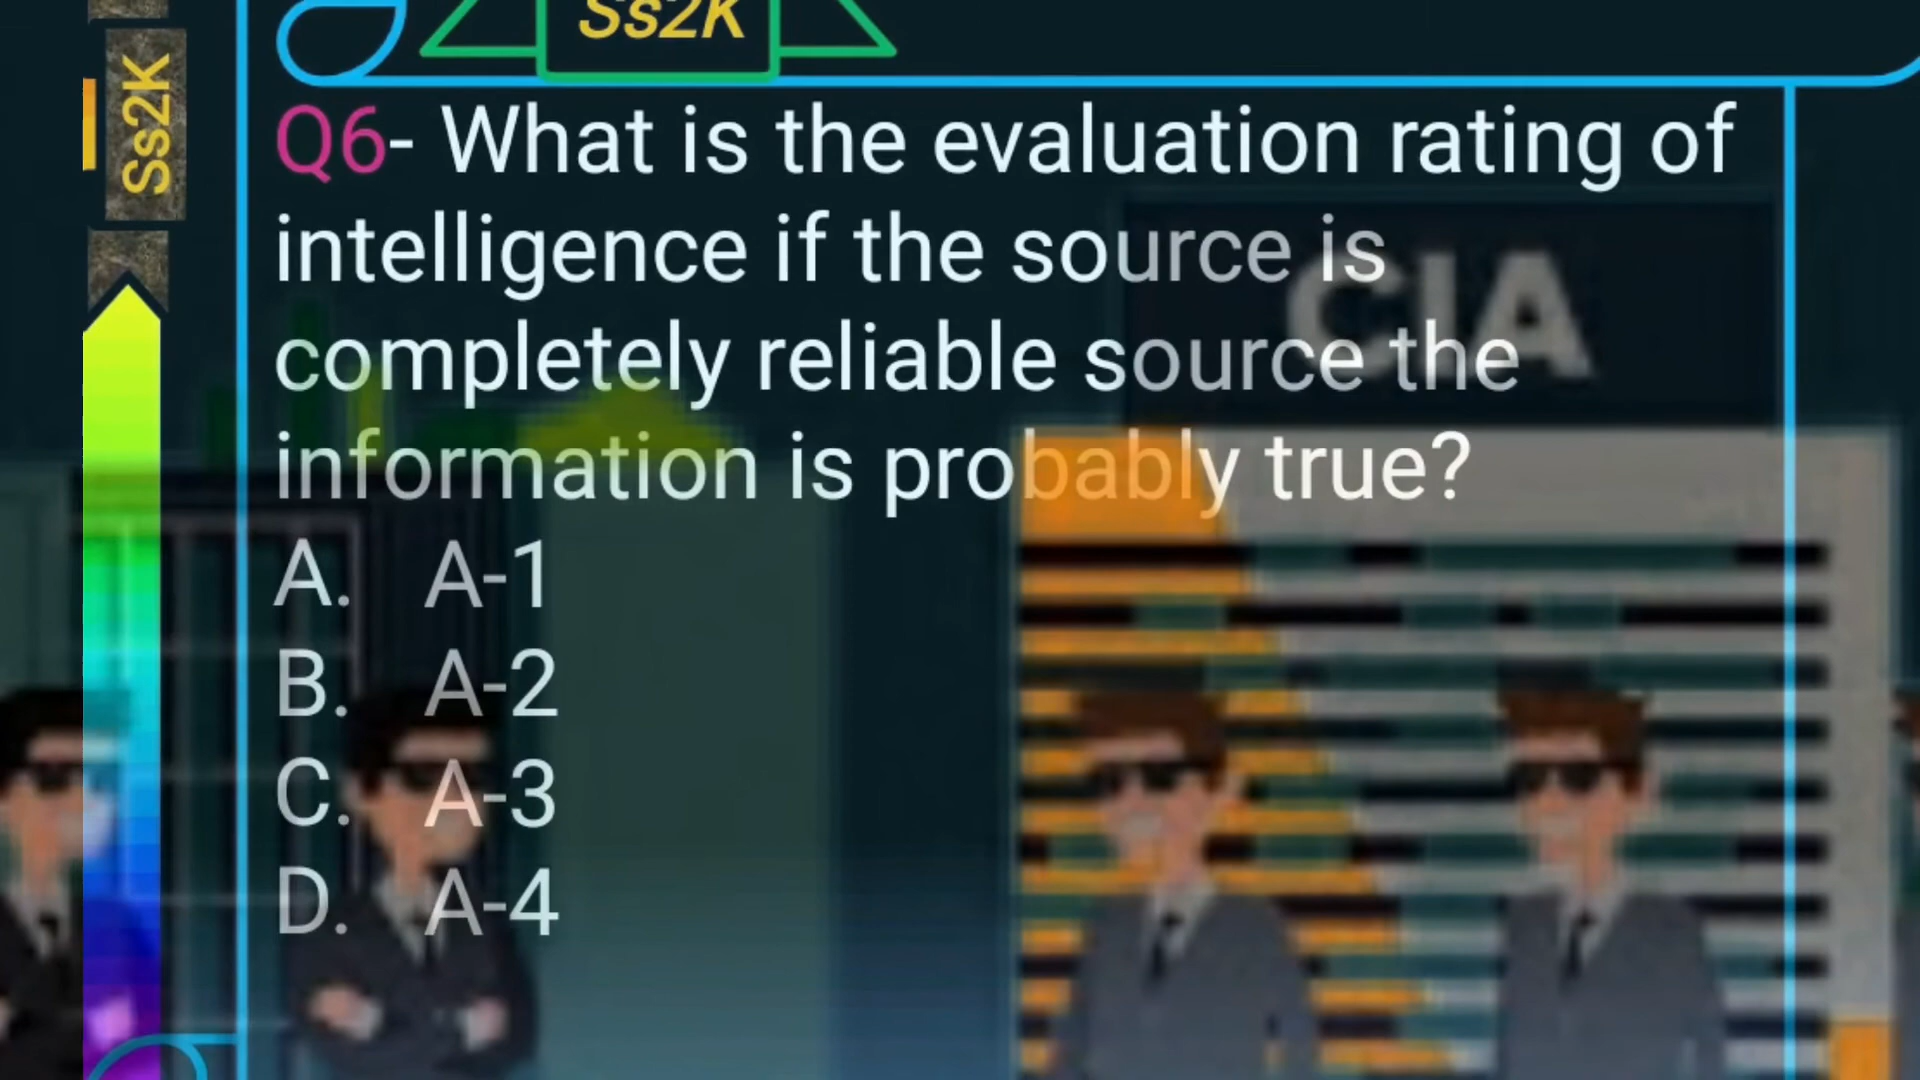 Ss2K
Ss2K
Q6- What is the evaluation rating of
intelligence if the source is
completely reliable source the
information is probably true?
CIA
A. A-1
B. A-2
C. A-3
D. A-4